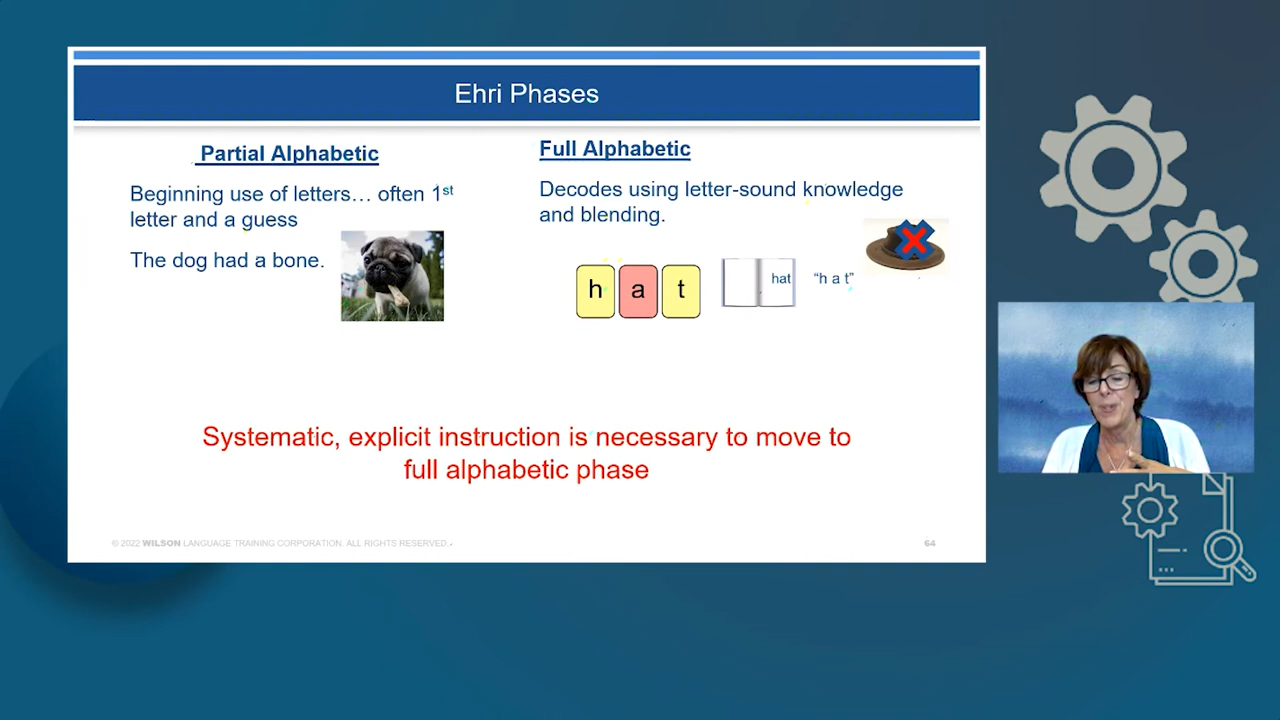 Ehri Phases
Partial Alphabetic
Beginning use of letters... often 1st
letter and a guess
The dog had a bone.
Full Alphabetic
Decodes using letter-sound knowledge
and blending.
h a t
hat
“h a t”
Systematic, explicit instruction is necessary to move to
full alphabetic phase
© 2022 WILSON LANGUAGE TRAINING CORPORATION. ALL RIGHTS RESERVED.
64